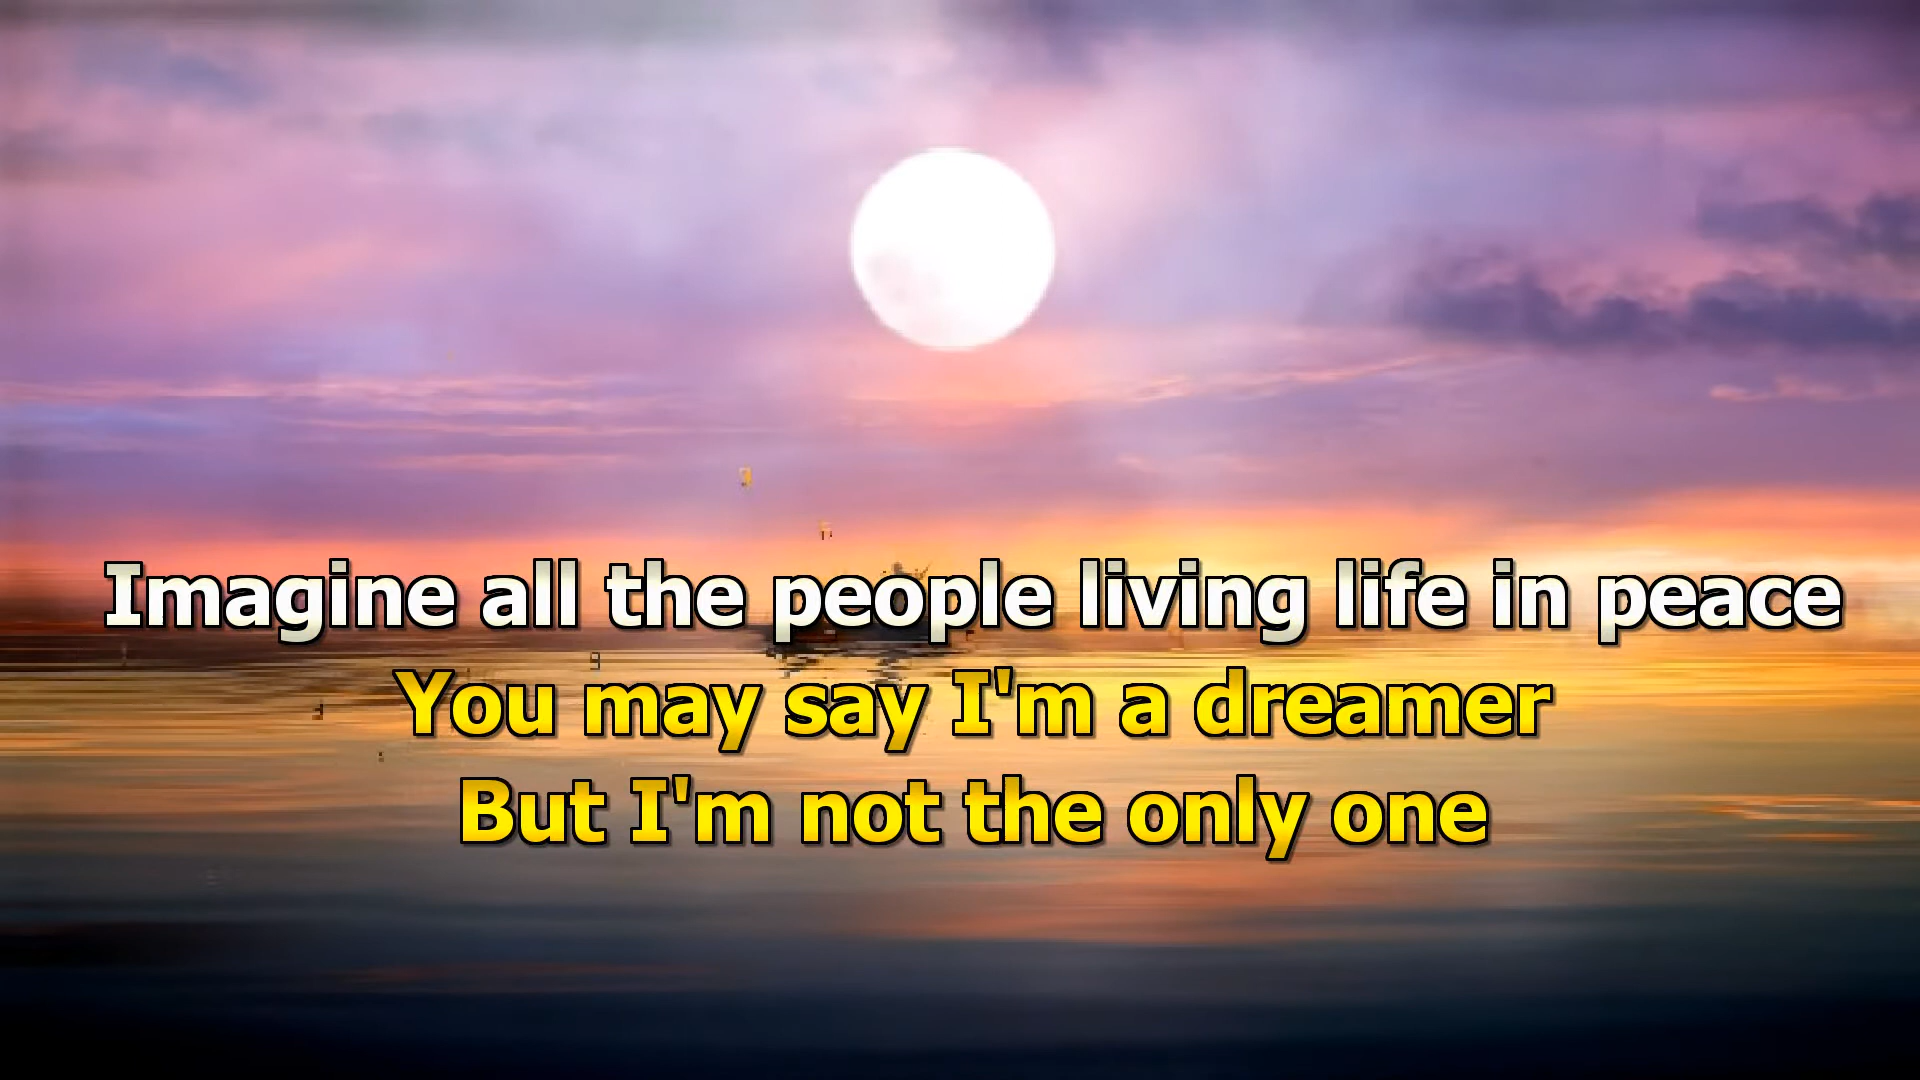 Imagine all the people living life in peace
You may say I'm a dreamer
But I'm not the only one